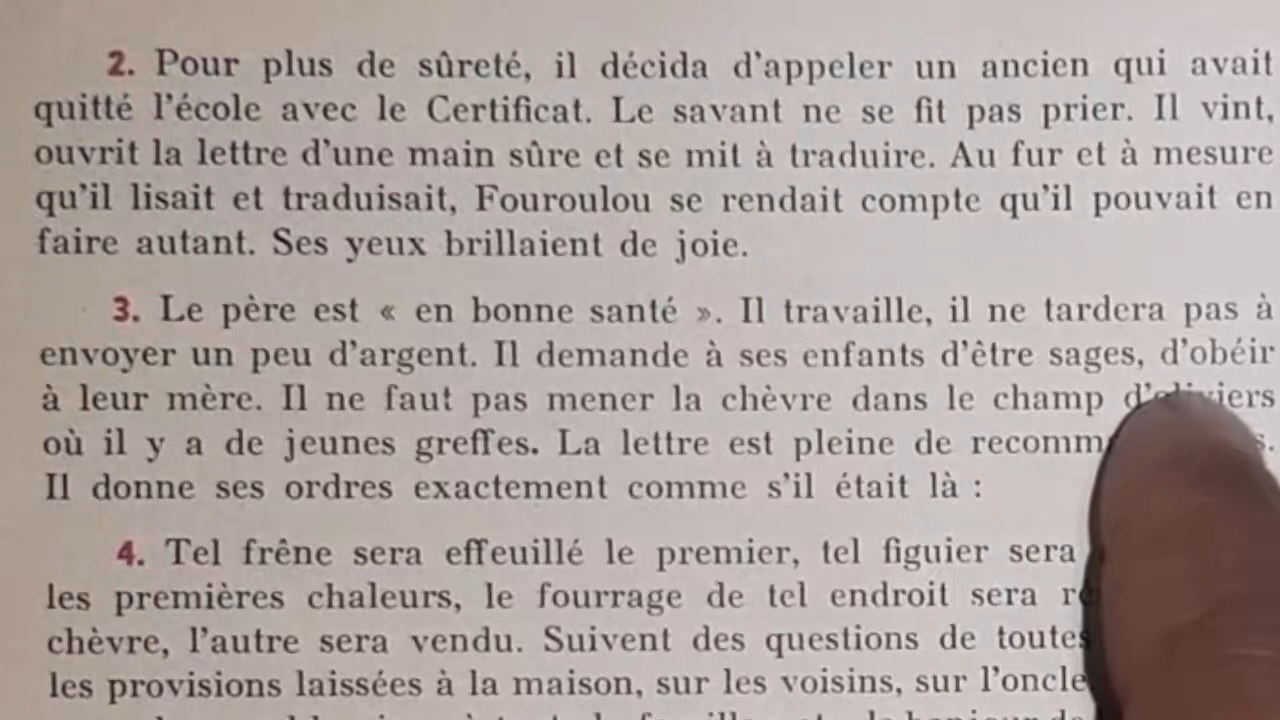 2. Pour plus de sûreté, il décida d'appeler un ancien qui avait
quitté l'école avec le Certificat. Le savant ne se fit pas prier. Il vint,
ouvrit la lettre d'une main sûre et se mit à traduire. Au fur et à mesure
qu'il lisait et traduisait, Fouroulou se rendait compte qu'il pouvait en
faire autant. Ses yeux brillaient de joie.
3. Le père est « en bonne santé ». Il travaille, il ne tardera pas à
envoyer un peu d'argent. Il demande à ses enfants d'être sages, d'obéir
à leur mère. Il ne faut pas mener la chèvre dans le champ d'oliviers
où il y a de jeunes greffes. La lettre est pleine de
Il donne ses ordres exactement comme s'il était là :
4. Tel frêne sera effeuillé le premier, tel figuier sera
les premières chaleurs, le fourrage de tel endroit sera
chèvre, l'autre sera vendu. Suivent des questions de toutes
les provisions laissées à la maison, sur les voisins, sur l'oncle